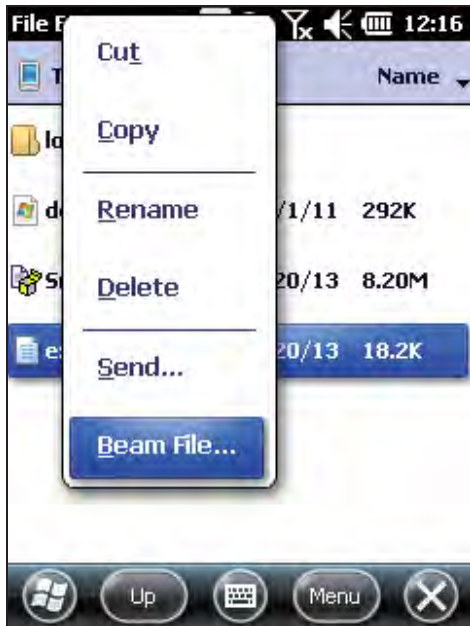 File E
12:16
Name
Cut
Copy
lo
Rename
/1/11 292K
Delete
20/13 8.20M
Send...
20/13 18.2K
Beam File...
Up
Menu